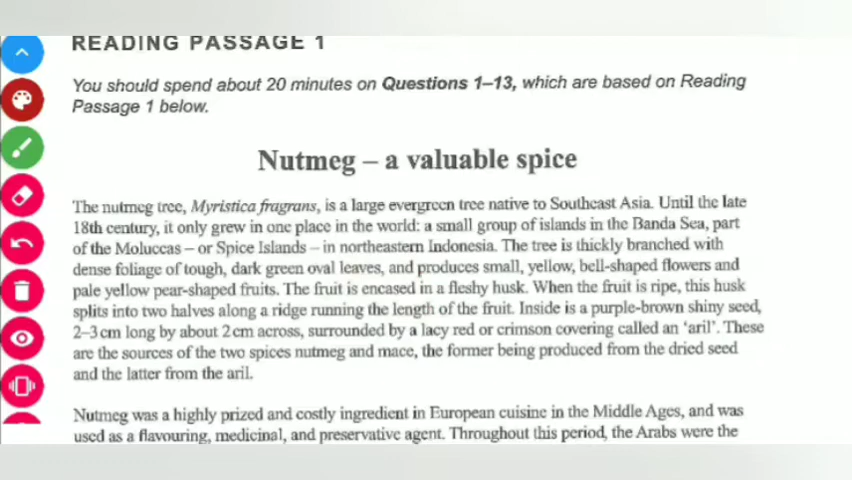 READING PASSAGE 1
You should spend about 20 minutes on Questions 1–13, which are based on Reading
Passage 1 below.
Nutmeg – a valuable spice
The nutmeg tree, Myristica fragrans, is a large evergreen tree native to Southeast Asia. Until the late
18th century, it only grew in one place in the world: a small group of islands in the Banda Sea, part
of the Moluccas – or Spice Islands – in northeastern Indonesia. The tree is thickly branched with
dense foliage of tough, dark green oval leaves, and produces small, yellow, bell-shaped flowers and
pale yellow pear-shaped fruits. The fruit is encased in a fleshy husk. When the fruit is ripe, this husk
splits into two halves along a ridge running the length of the fruit. Inside is a purple-brown shiny seed,
2–3 cm long by about 2 cm across, surrounded by a lacy red or crimson covering called an ‘aril’. These
are the sources of the two spices nutmeg and mace, the former being produced from the dried seed
and the latter from the aril.
Nutmeg was a highly prized and costly ingredient in European cuisine in the Middle Ages, and was
used as a flavouring, medicinal, and preservative agent. Throughout this period, the Arabs were the